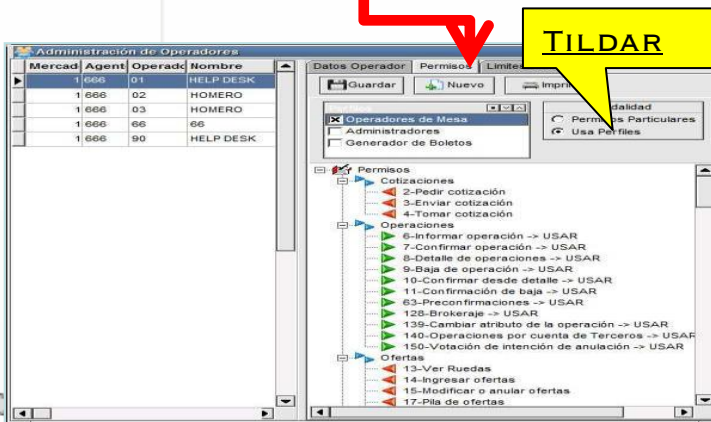 TILDAR
Administración de Operadores
Mercad Agent Operadc Nombre
1 666 01 HELP DESK
1 666 02 HOMERO
1 666 03 HOMERO
1 666 66 66
1 666 90 HELP DESK
Datos Operador Permisos Limites
Guardar Nuevo Impri
Perfiles
Operadores de Mesa
Administradores
Generador de Boletos
dalidad
Permisos Particulares
Usa Perfiles
Permisos
Cotizaciones
2-Pedir cotización
3-Enviar cotización
4-Tomar cotización
Operaciones
6-Informar operación -> USAR
7-Confirmar operación -> USAR
8-Detalle de operaciones -> USAR
9-Baja de operación -> USAR
10-Confirmar desde detalle -> USAR
11-Confirmación de baja -> USAR
63-Preconfirmaciones -> USAR
128-Brokeraje -> USAR
139-Cambiar atributo de la operación -> USAR
140-Operaciones por cuenta de Terceros -> USAR
150-Votación de intención de anulación -> USAR
Ofertas
13-Ver Ruedas
14-Ingresar ofertas
15-Modificar o anular ofertas
17-Pila de ofertas